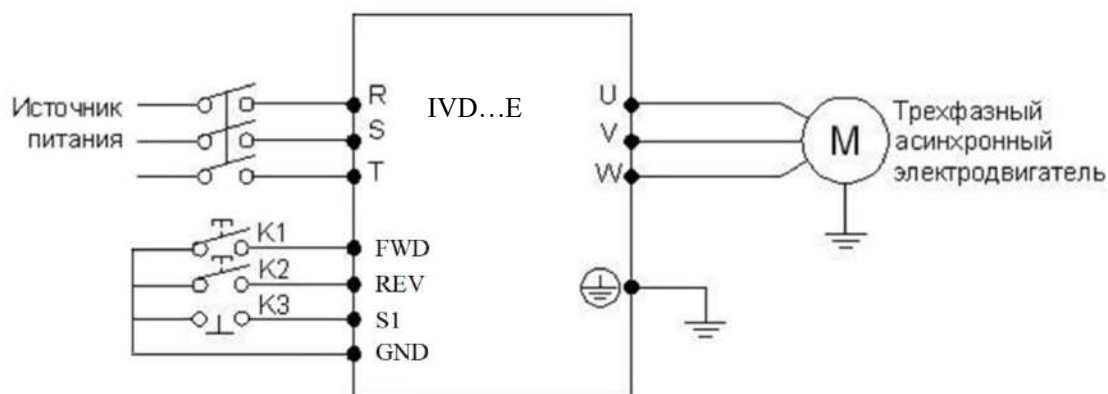 Источник
питания
R
S
T
IVD...E
U
V
W
M
Трехфазный
асинхронный
электродвигатель
K1
FWD
K2
REV
K3
S1
GND